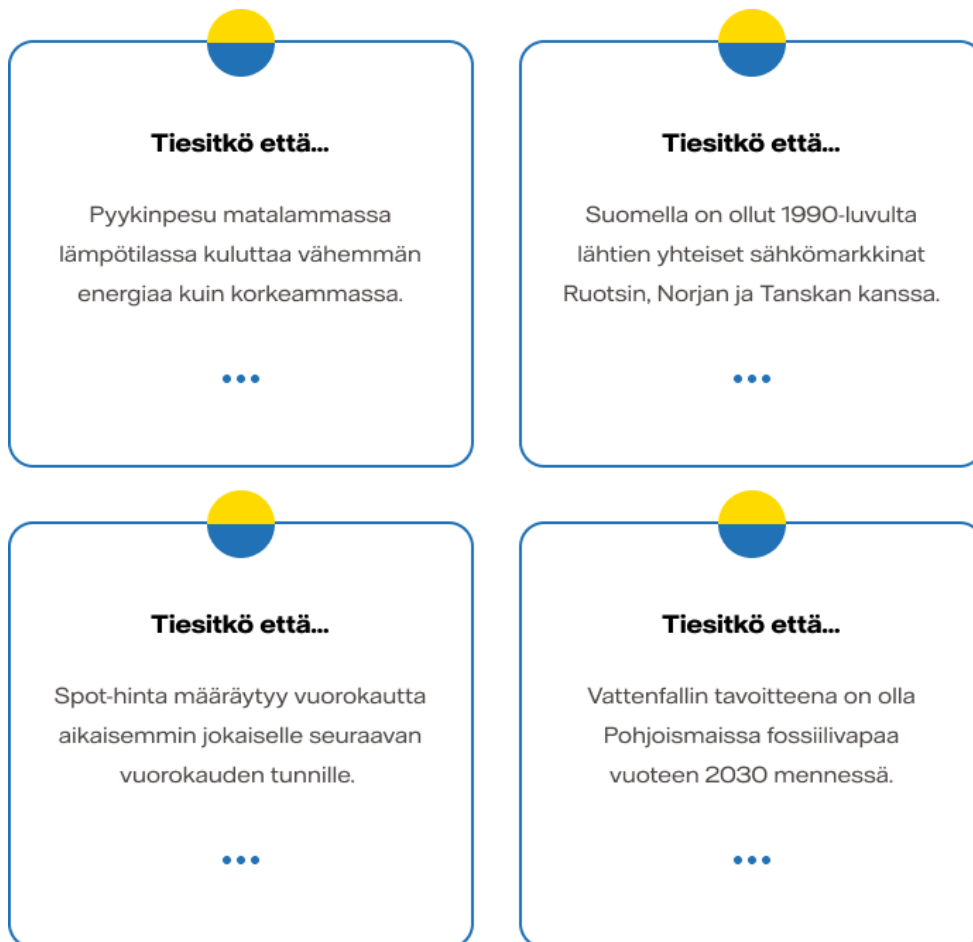 Tiesitkö että...
Pyykinpesu matalammassa
lämpötilassa kuluttaa vähemmän
energiaa kuin korkeammassa.
Tiesitkö että...
Suomella on ollut 1990-luvulta
lähtien yhteiset sähkömarkkinat
Ruotsin, Norjan ja Tanskan kanssa.
Tiesitkö että...
Spot-hinta määräytyy vuorokautta
aikaisemmin jokaiselle seuraavan
vuorokauden tunnille.
Tiesitkö että...
Vattenfallin tavoitteena on olla
Pohjoismaissa fossiilivapaa
vuoteen 2030 mennessä.